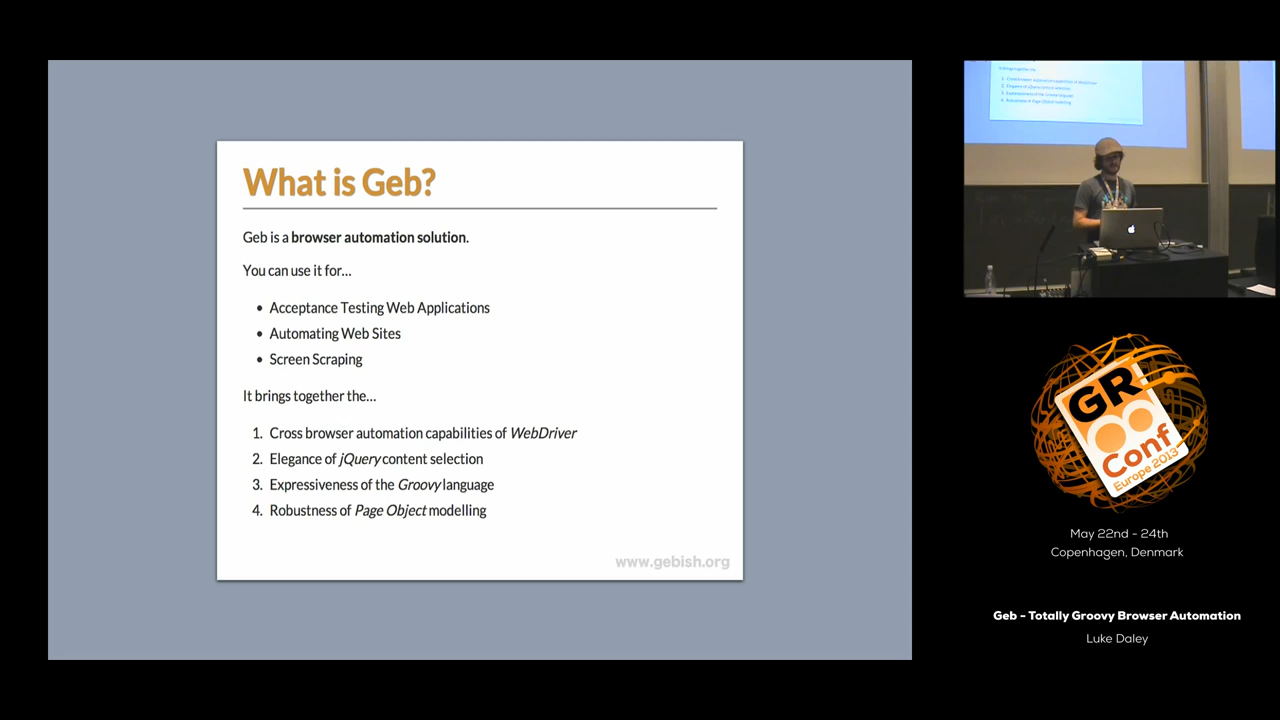 What is Geb?
Geb is a browser automation solution.
You can use it for...
• Acceptance Testing Web Applications
• Automating Web Sites
• Screen Scraping
It brings together the...
1. Cross browser automation capabilities of WebDriver
2. Elegance of jQuery content selection
3. Expressiveness of the Groovy language
4. Robustness of Page Object modelling
www.gebish.org
GR
8
Conf
Europe 2013
May 22nd - 24th
Copenhagen, Denmark
Geb - Totally Groovy Browser Automation
Luke Daley